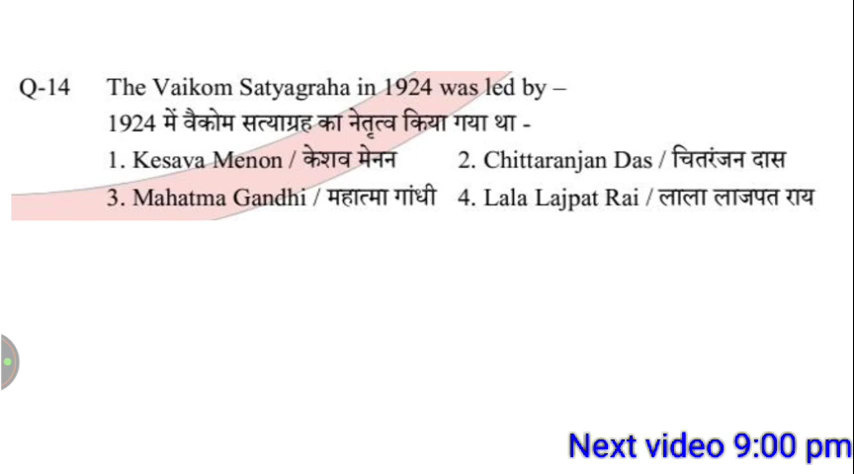 Q-14 The Vaikom Satyagraha in 1924 was led by –
1924 में वैकोम सत्याग्रह का नेतृत्व किया गया था -
1. Kesava Menon / केशव मेनन 2. Chittaranjan Das / चितरंजन दास
3. Mahatma Gandhi / महात्मा गांधी 4. Lala Lajpat Rai / लाला लाजपत राय
Next video 9:00 pm